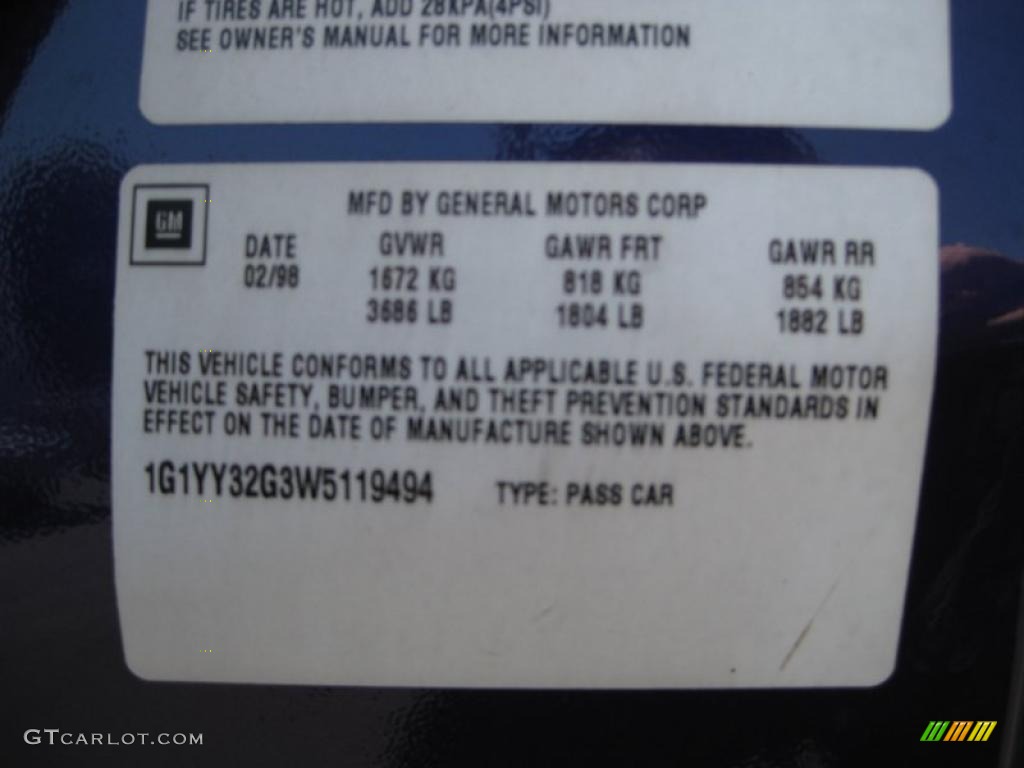 IF TIRES ARE HOT, ADD 28KPA(4PSI)
SEE OWNER'S MANUAL FOR MORE INFORMATION
GM
MFD BY GENERAL MOTORS CORP
DATE GVWR GAWR FRT GAWR RR
02/98 1672 KG 818 KG 854 KG
3686 LB 1804 LB 1882 LB
THIS VEHICLE CONFORMS TO ALL APPLICABLE U.S. FEDERAL MOTOR
VEHICLE SAFETY, BUMPER, AND THEFT PREVENTION STANDARDS IN
EFFECT ON THE DATE OF MANUFACTURE SHOWN ABOVE.
1G1YY32G3W5119494 TYPE: PASS CAR
GTCARLOT.COM